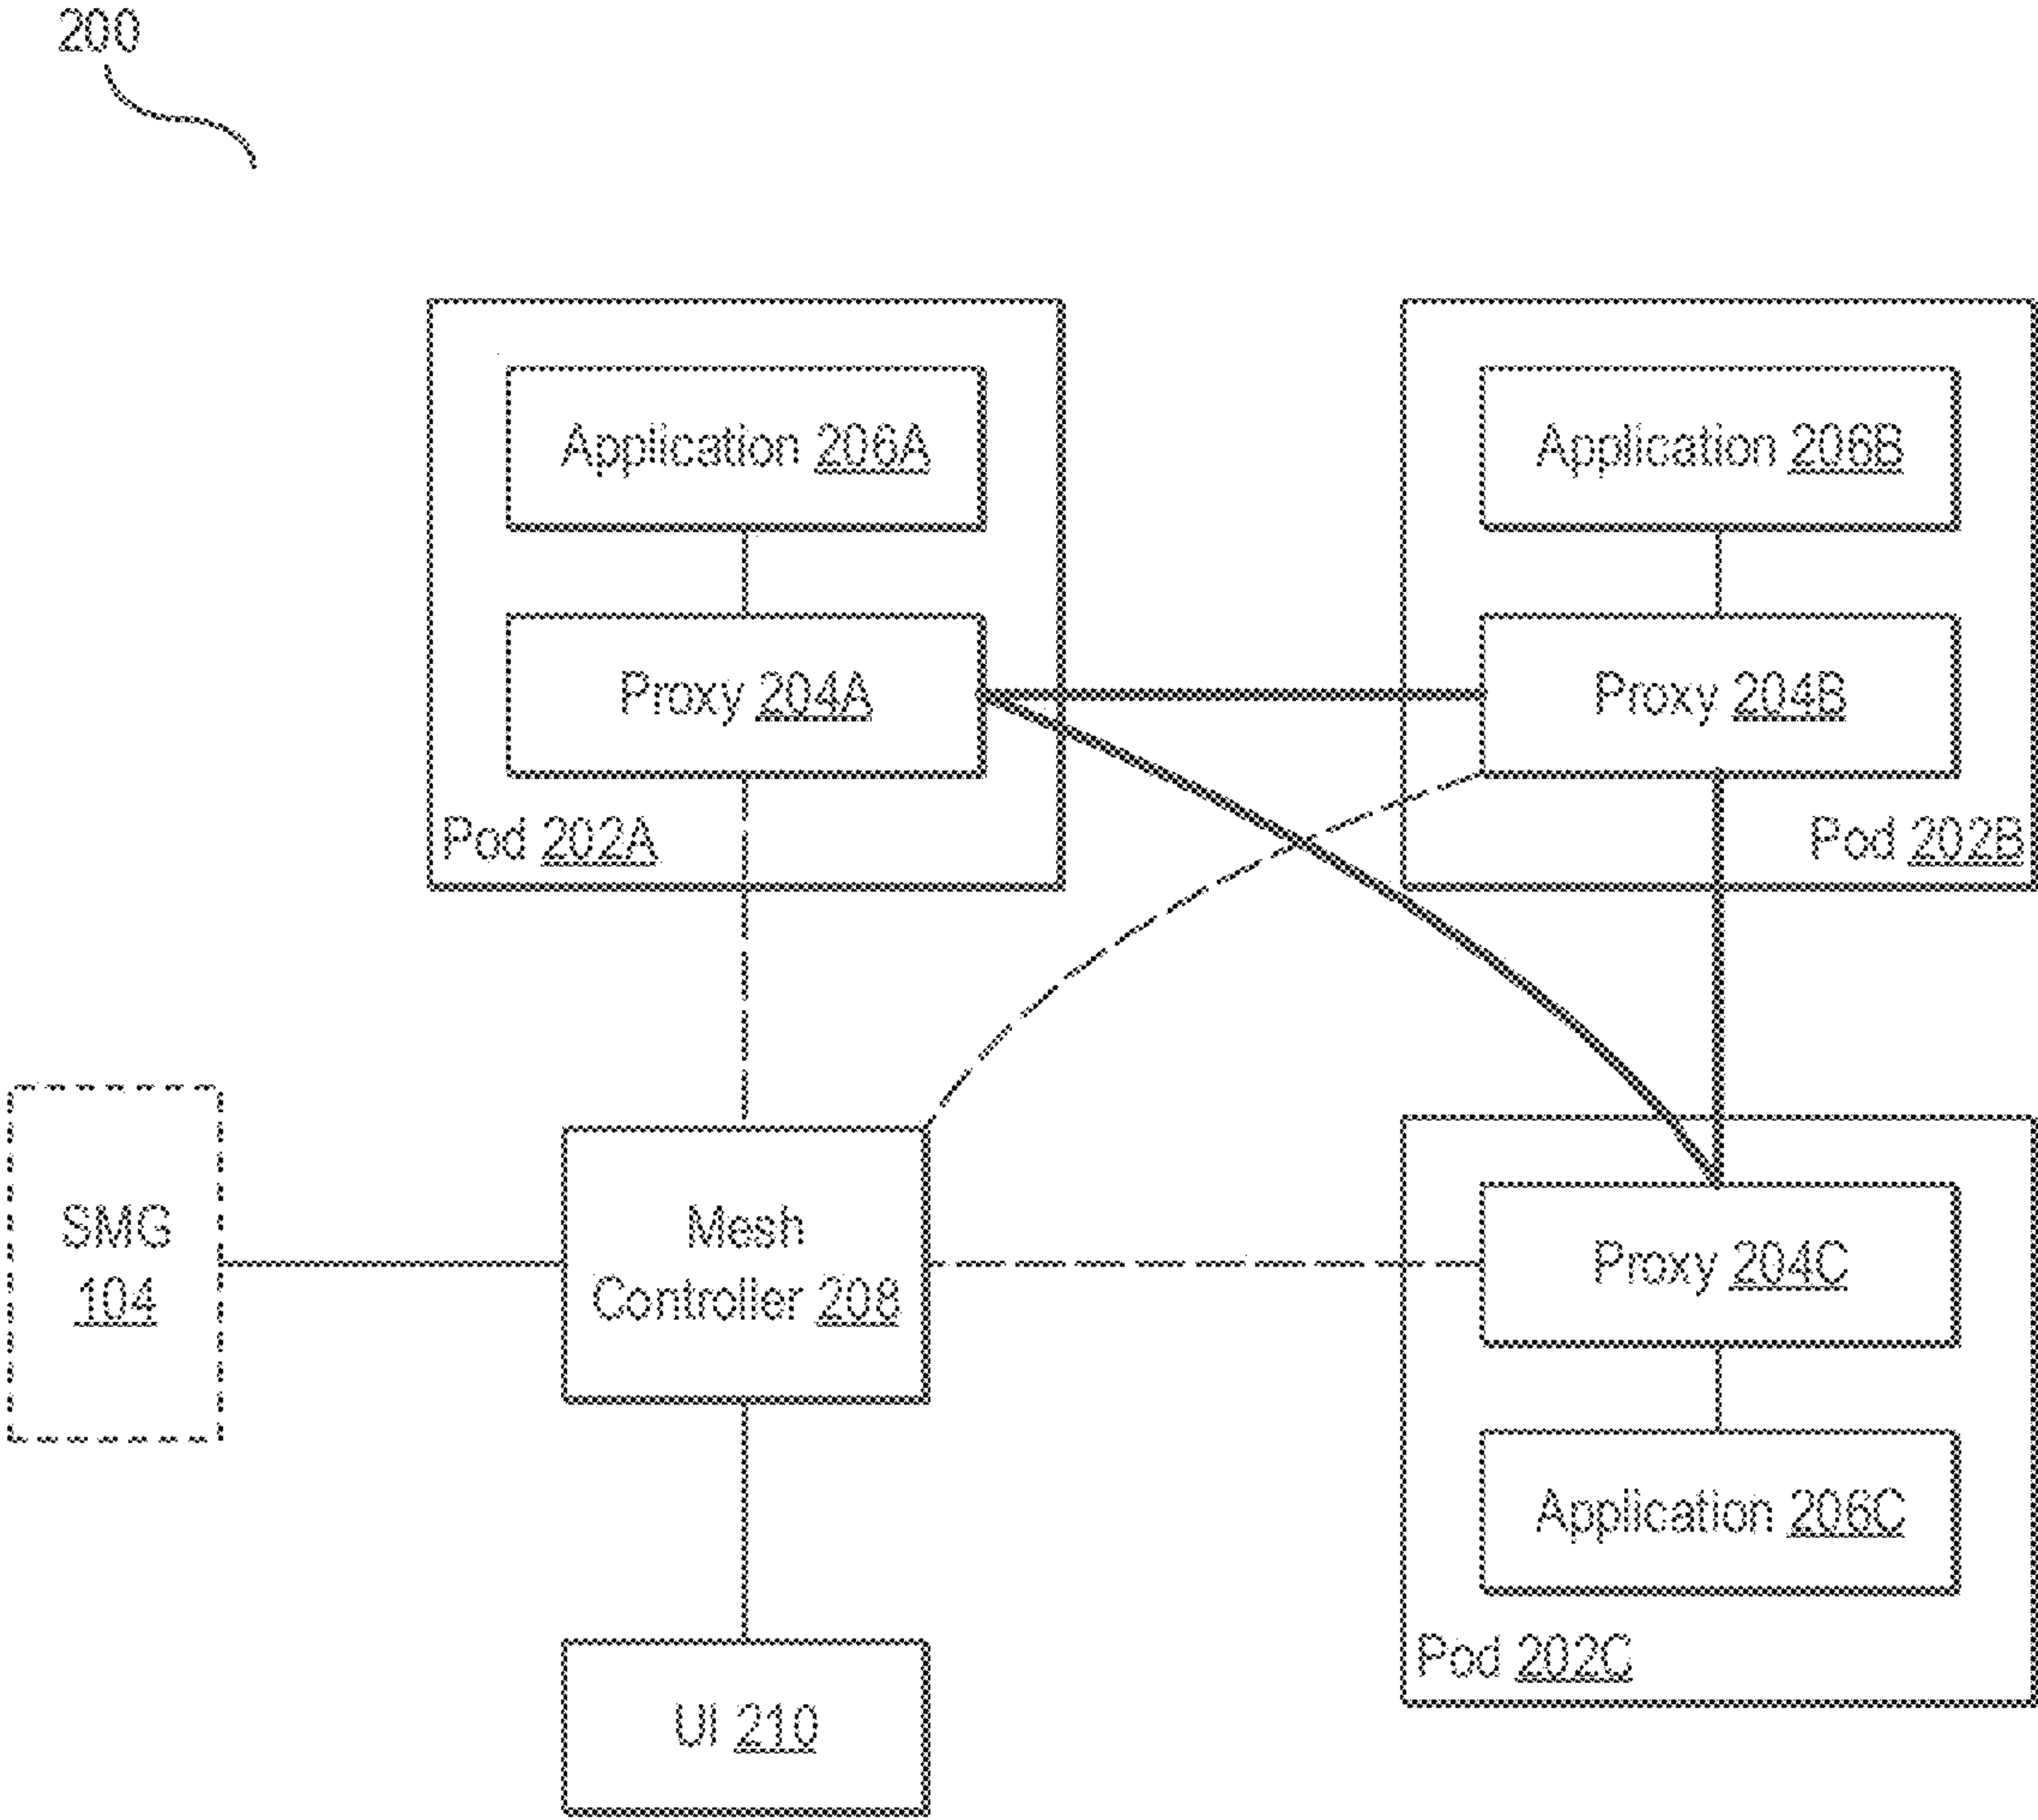 200
Application 206A
Application 206B
Proxy 204A
Proxy 204B
Pod 202A
Pod 202B
SMG
104
Mesh
Controller 208
Proxy 204C
Application 206C
Pod 202C
UI 210